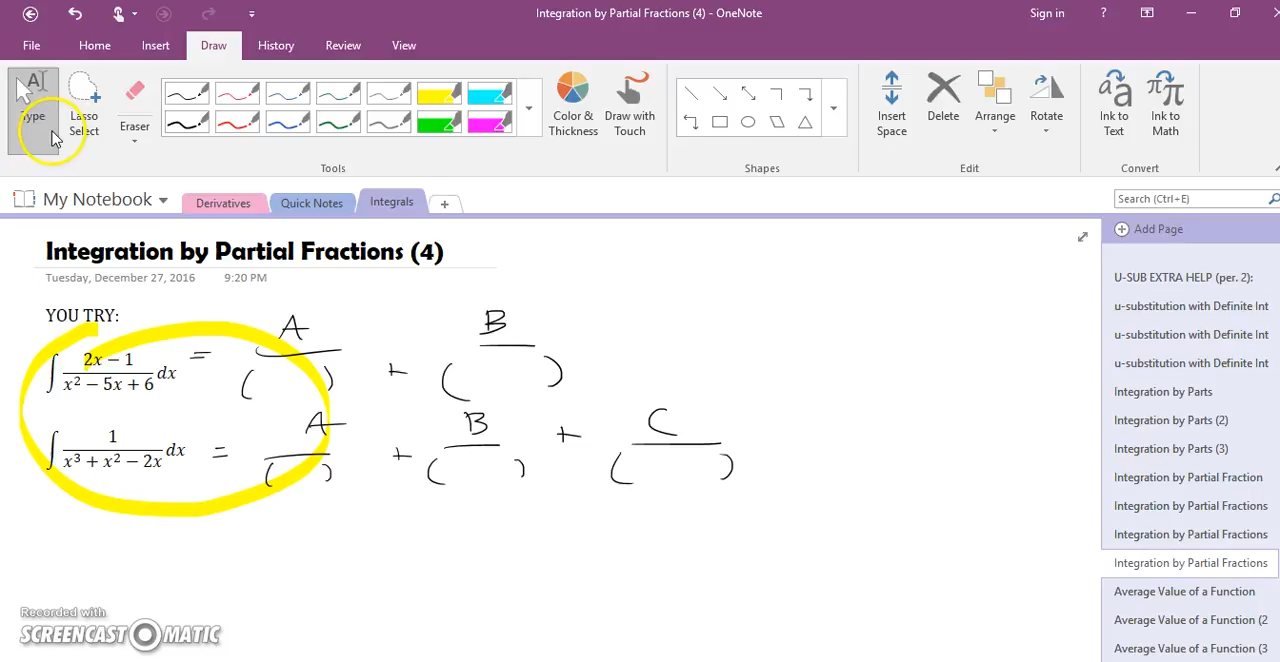 Integration by Partial Fractions (4) - OneNote
Sign in
?
File Home Insert Draw History Review View
Type
Lasso Select
Eraser
Color & Thickness
Draw with Touch
Insert Space
Delete
Arrange
Rotate
Ink to Text
Ink to Math
Tools
Shapes
Edit
Convert
My Notebook
Derivatives
Quick Notes
Integrals
+
Search (Ctrl+E)
Add Page
Integration by Partial Fractions (4)
Tuesday, December 27, 2016 9:20 PM
YOU TRY:
∫ (2x − 1)/(x² − 5x + 6) dx = A/( ) + B/( )
∫ 1/(x³ + x² − 2x) dx = A/( ) + B/( ) + C/( )
U-SUB EXTRA HELP (per. 2):
u-substitution with Definite Int
u-substitution with Definite Int
u-substitution with Definite Int
Integration by Parts
Integration by Parts (2)
Integration by Parts (3)
Integration by Partial Fraction
Integration by Partial Fractions
Integration by Partial Fractions
Integration by Partial Fractions
Average Value of a Function
Average Value of a Function (2
Average Value of a Function (3
Recorded with
SCREENCAST-O-MATIC